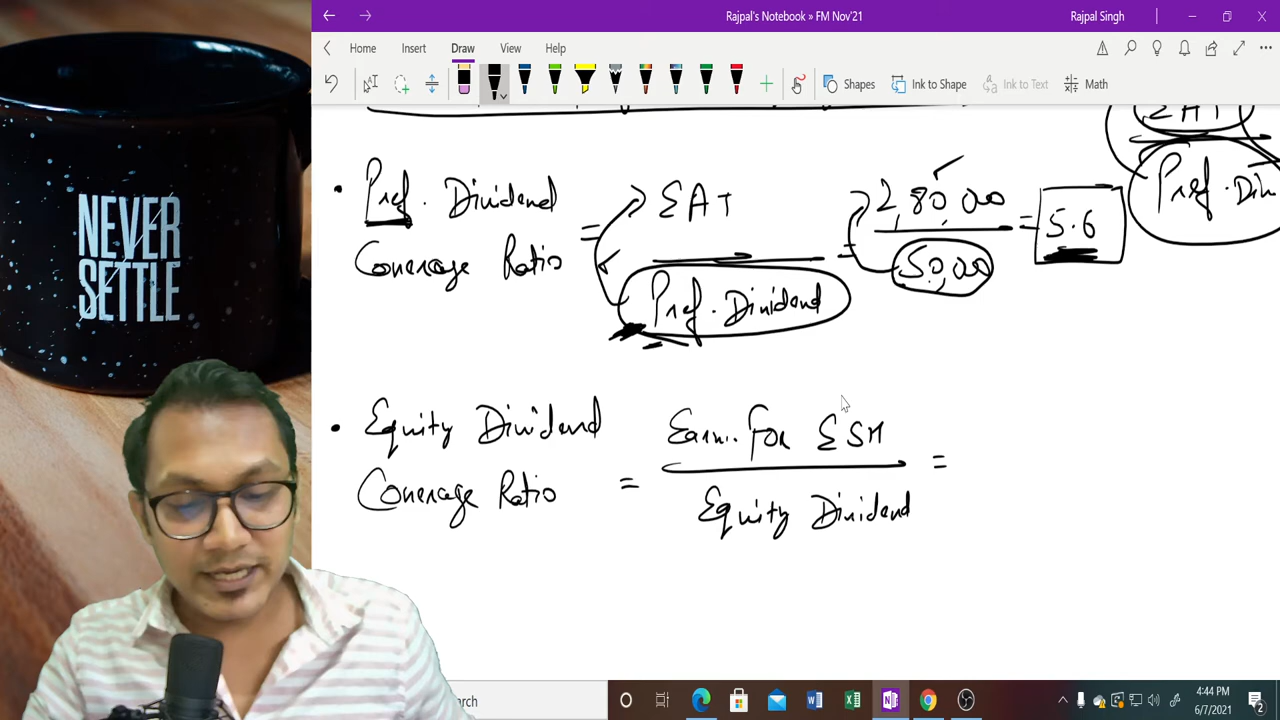 Rajpal's Notebook » FM Nov'21
Rajpal Singh
Home Insert Draw View Help
Shapes Ink to Shape Ink to Text Math
EAT
Pref. Div
• Pref. Dividend
Coverage Ratio = EAT / Pref. Dividend = 2,80,000 / 50,000 = 5.6
• Equity Dividend
Coverage Ratio = Earn. For ESH / Equity Dividend =
NEVER
SETTLE
rch
4:44 PM
6/7/2021
2